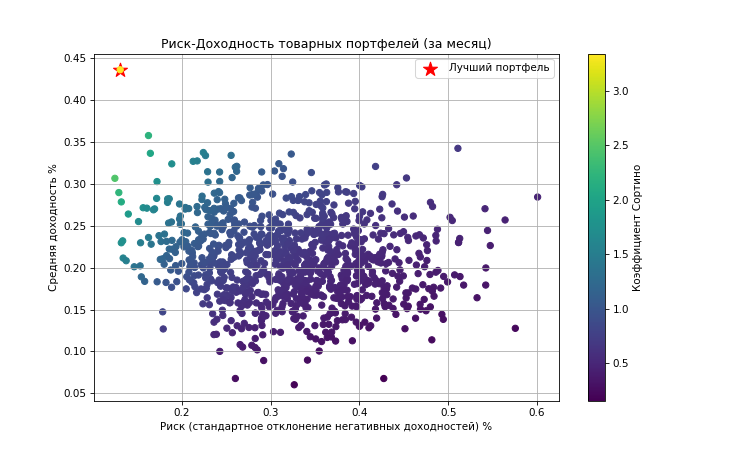 Риск-Доходность товарных портфелей (за месяц)
Лучший портфель
Средняя доходность %
0.45
0.40
0.35
0.30
0.25
0.20
0.15
0.10
0.05
0.2 0.3 0.4 0.5 0.6
Риск (стандартное отклонение негативных доходностей) %
3.0
2.5
2.0
1.5
1.0
0.5
Коэффициент Сортино